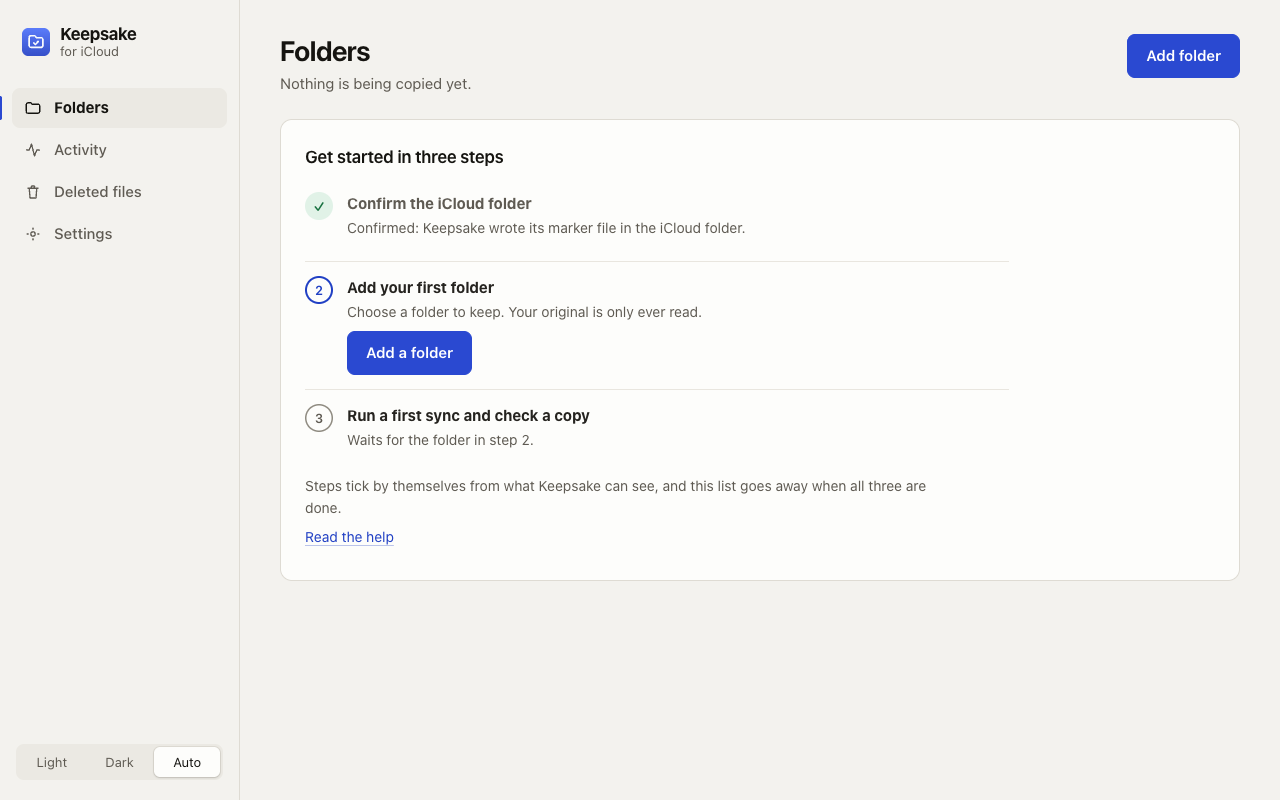 Keepsake
for iCloud
Folders
Activity
Deleted files
Settings
Light
Dark
Auto
Folders
Nothing is being copied yet.
Add folder
Get started in three steps
Confirm the iCloud folder
Confirmed: Keepsake wrote its marker file in the iCloud folder.
2
Add your first folder
Choose a folder to keep. Your original is only ever read.
Add a folder
3
Run a first sync and check a copy
Waits for the folder in step 2.
Steps tick by themselves from what Keepsake can see, and this list goes away when all three are
done.
Read the help